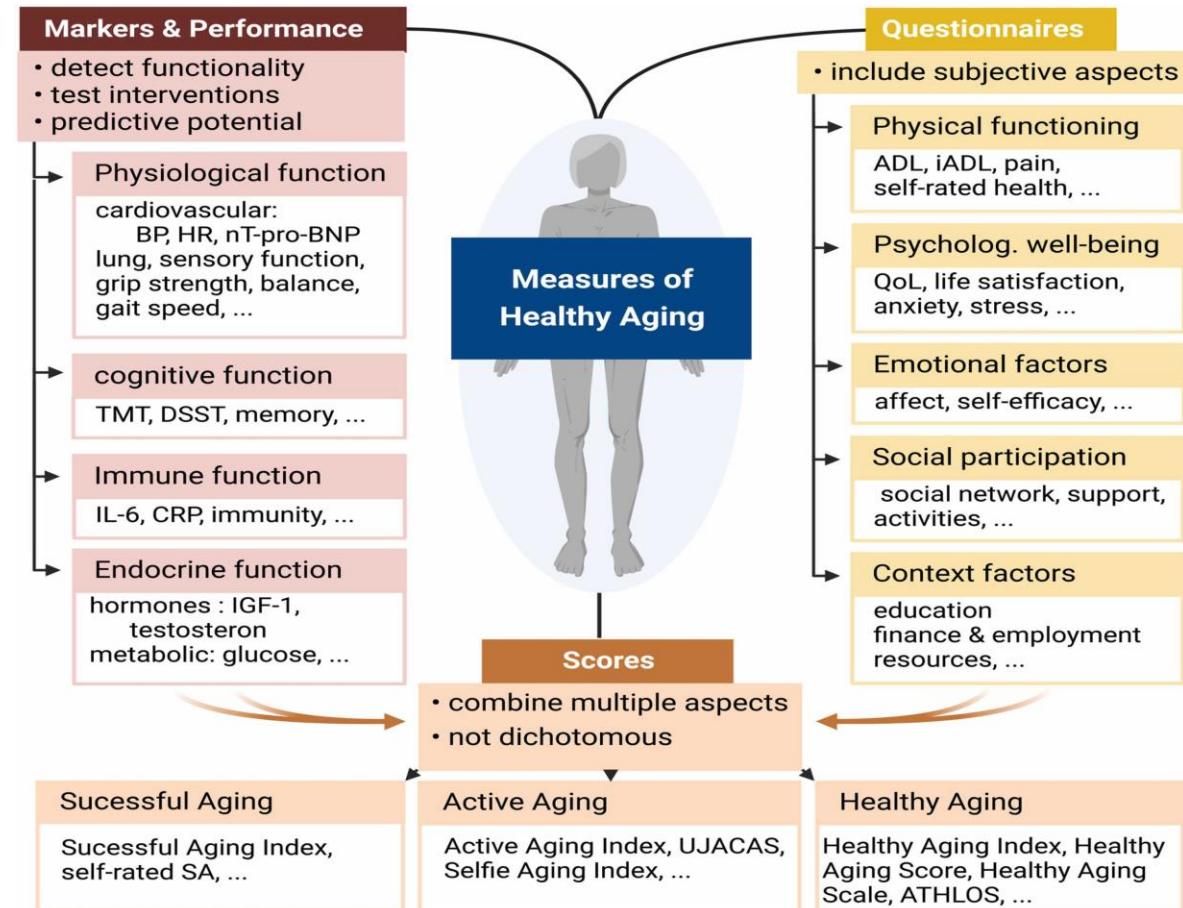 Markers & Performance
• detect functionality
• test interventions
• predictive potential
Physiological function
cardiovascular:
BP, HR, nT-pro-BNP
lung, sensory function,
grip strength, balance,
gait speed, ...
cognitive function
TMT, DSST, memory, ...
Immune function
IL-6, CRP, immunity, ...
Endocrine function
hormones : IGF-1,
testosteron
metabolic: glucose, ...
Measures of
Healthy Aging
Questionnaires
• include subjective aspects
Physical functioning
ADL, iADL, pain,
self-rated health, ...
Psycholog. well-being
QoL, life satisfaction,
anxiety, stress, ...
Emotional factors
affect, self-efficacy, ...
Social participation
social network, support,
activities, ...
Context factors
education
finance & employment
resources, ...
Scores
• combine multiple aspects
• not dichotomous
Sucessful Aging
Sucessful Aging Index,
self-rated SA, ...
Active Aging
Active Aging Index, UJACAS,
Selfie Aging Index, ...
Healthy Aging
Healthy Aging Index, Healthy
Aging Score, Healthy Aging
Scale, ATHLOS, ...